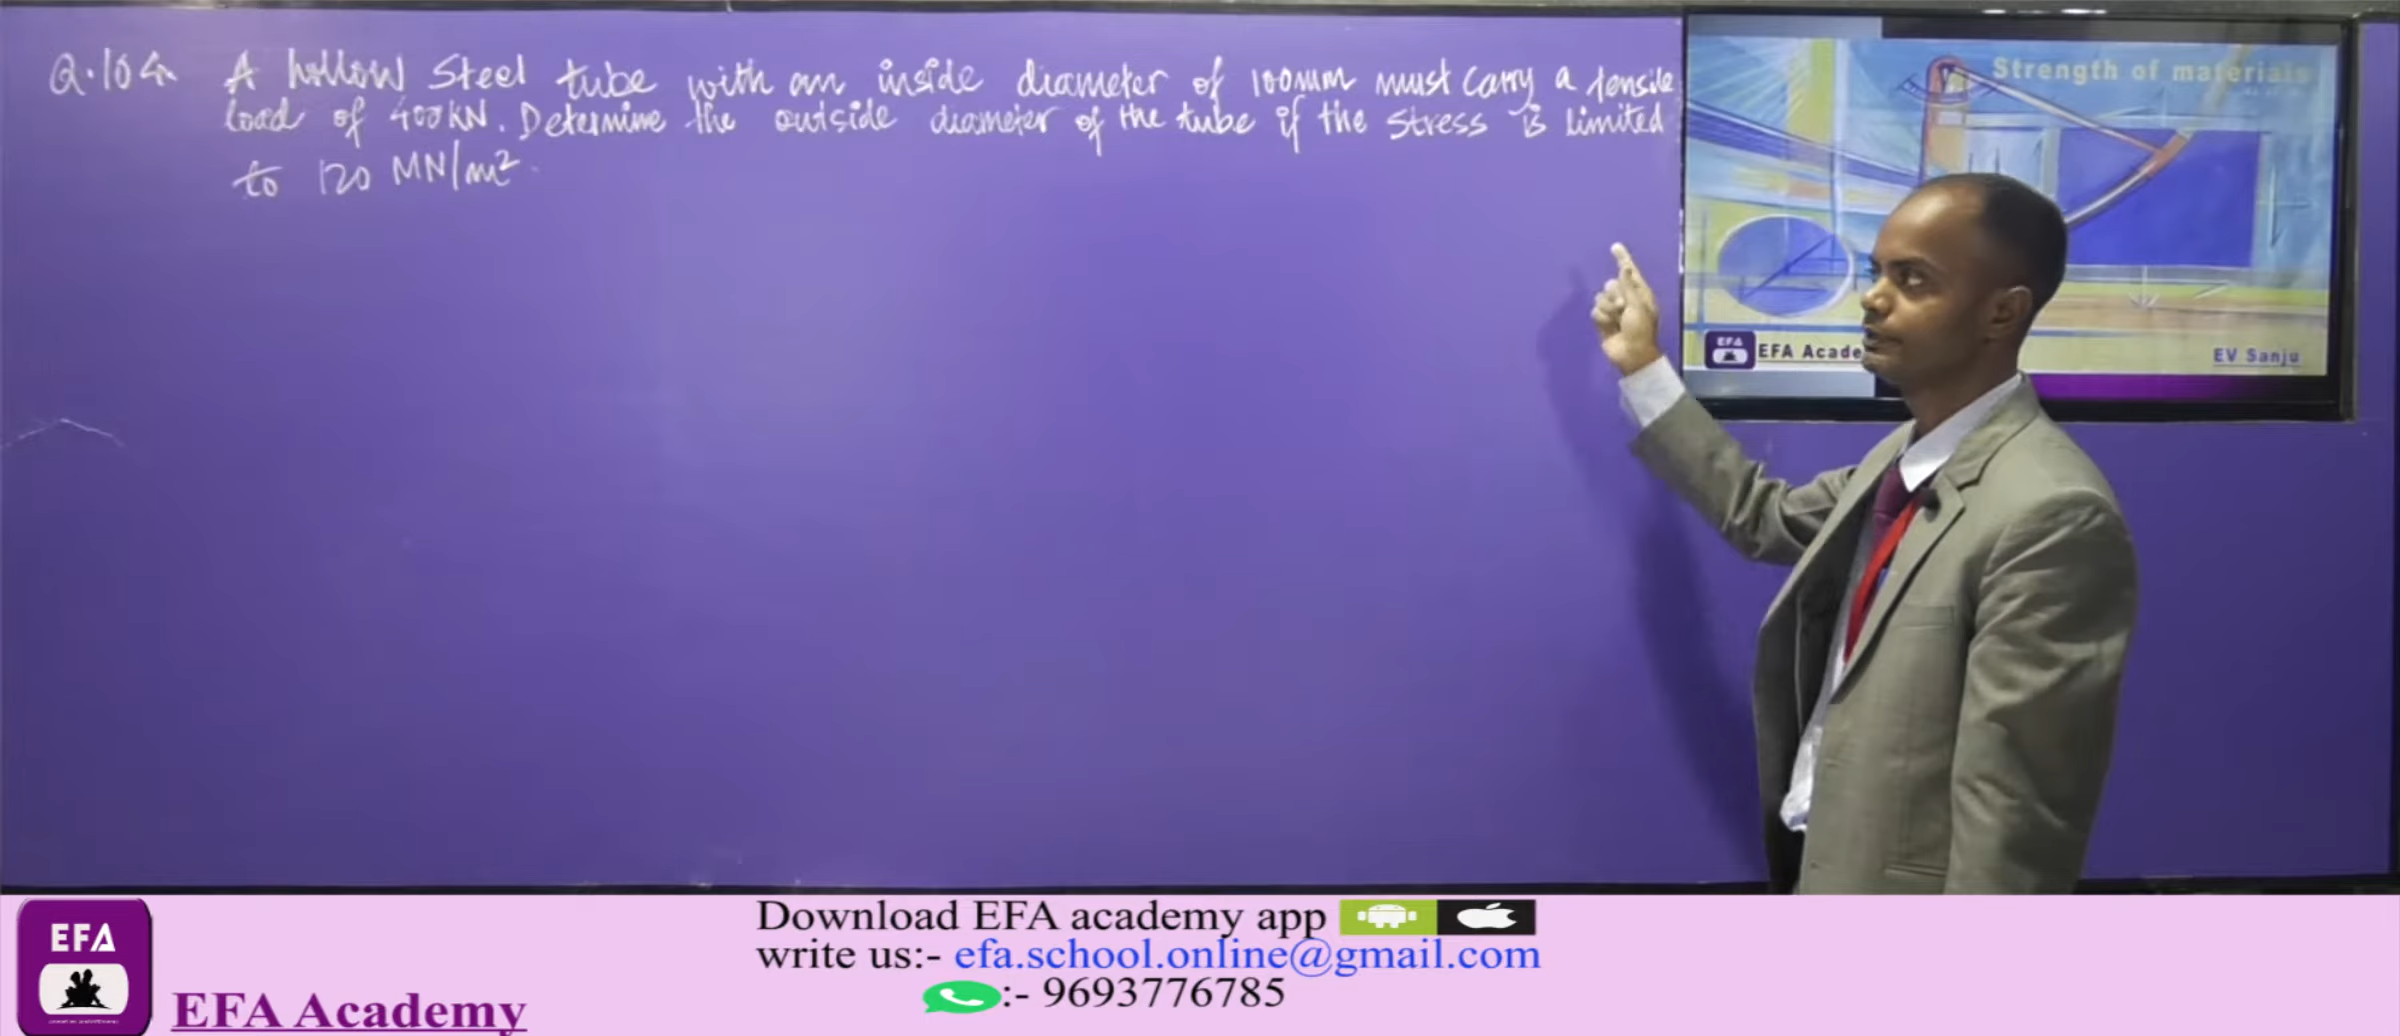 Q.104 A hollow steel tube with an inside diameter of 100mm must carry a tensile
load of 400kN. Determine the outside diameter of the tube if the stress is limited
to 120 MN/m².
Strength of materials
EFA
EFA Acade
EV Sanju
EFA
EFA Academy
Download EFA academy app
write us:- efa.school.online@gmail.com
:- 9693776785